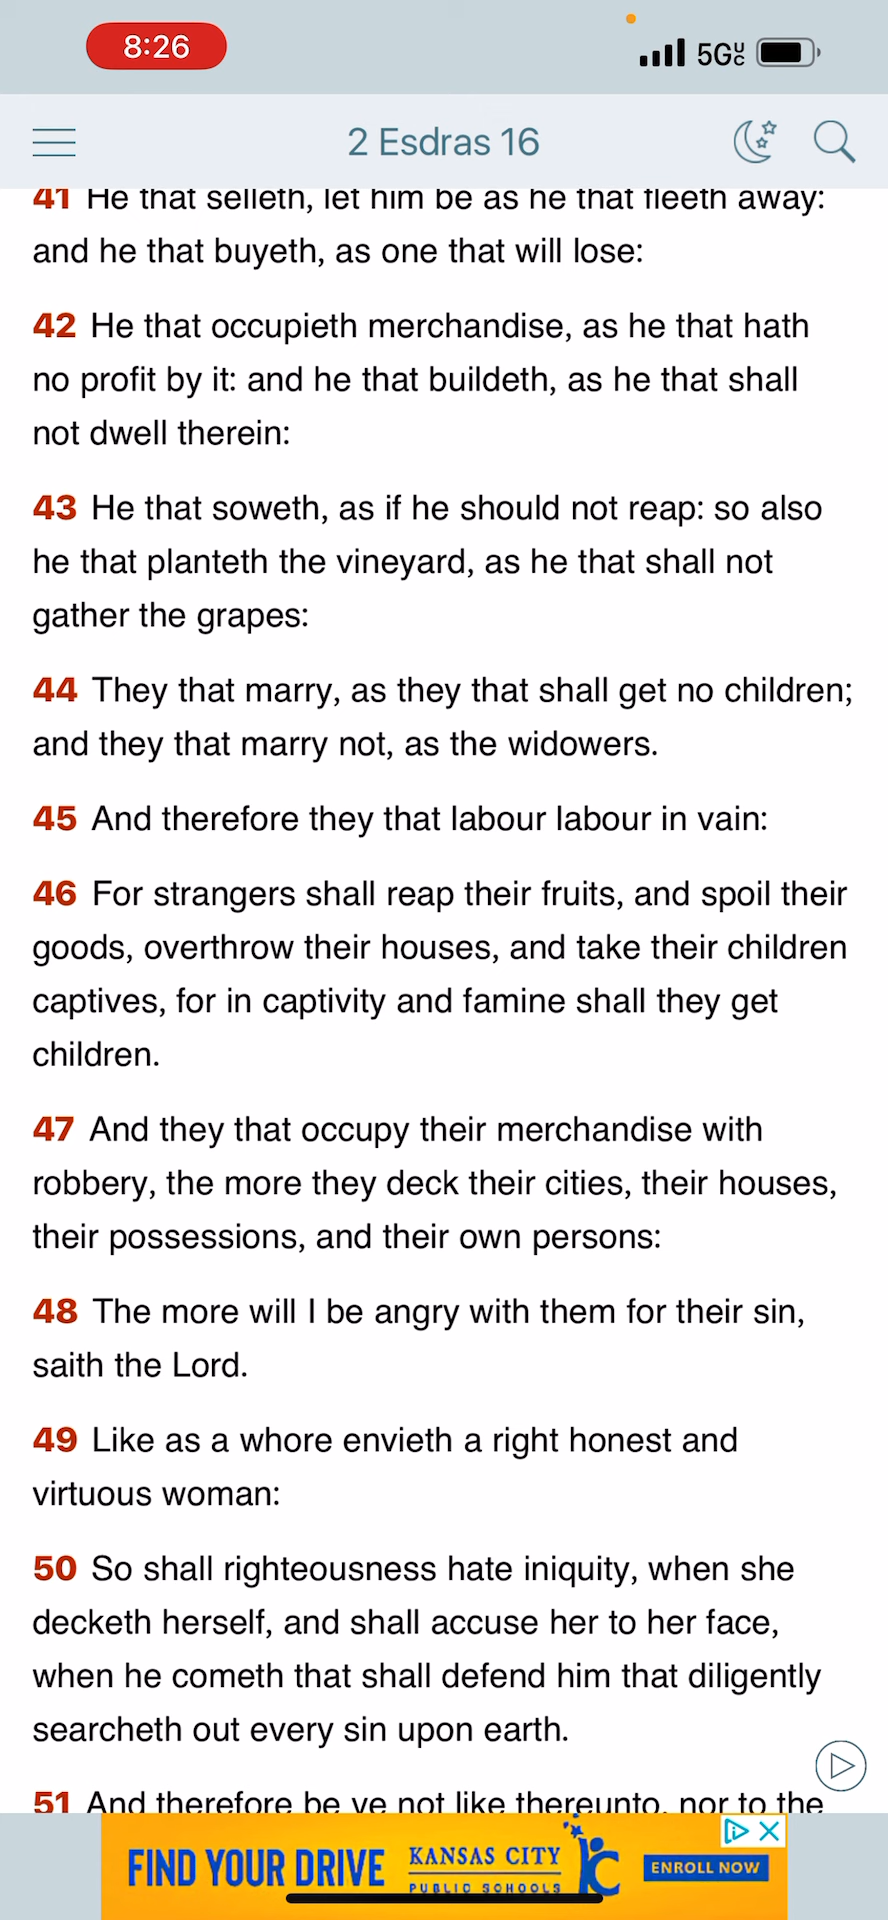 8:26
5G UC
2 Esdras 16
41 He that selleth, let him be as he that fleeth away:
and he that buyeth, as one that will lose:
42 He that occupieth merchandise, as he that hath
no profit by it: and he that buildeth, as he that shall
not dwell therein:
43 He that soweth, as if he should not reap: so also
he that planteth the vineyard, as he that shall not
gather the grapes:
44 They that marry, as they that shall get no children;
and they that marry not, as the widowers.
45 And therefore they that labour labour in vain:
46 For strangers shall reap their fruits, and spoil their
goods, overthrow their houses, and take their children
captives, for in captivity and famine shall they get
children.
47 And they that occupy their merchandise with
robbery, the more they deck their cities, their houses,
their possessions, and their own persons:
48 The more will I be angry with them for their sin,
saith the Lord.
49 Like as a whore envieth a right honest and
virtuous woman:
50 So shall righteousness hate iniquity, when she
decketh herself, and shall accuse her to her face,
when he cometh that shall defend him that diligently
searcheth out every sin upon earth.
51 And therefore be ye not like thereunto, nor to the
FIND YOUR DRIVE
KANSAS CITY
PUBLIC SCHOOLS
KC
ENROLL NOW